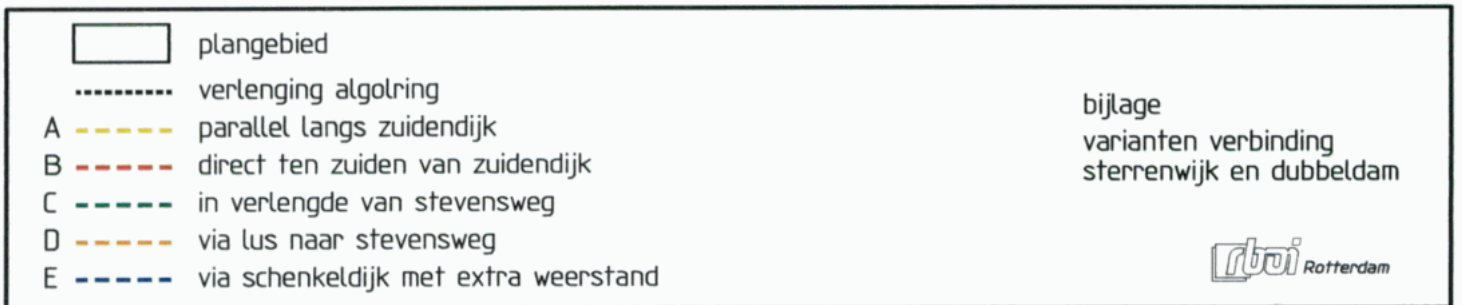 plangebied
verlenging algolring
A parallel langs zuidendijk
B direct ten zuiden van zuidendijk
C in verlengde van stevensweg
D via lus naar stevensweg
E via schenkeldijk met extra weerstand
bijlage
varianten verbinding
sterrenwijk en dubbeldam
rboi Rotterdam